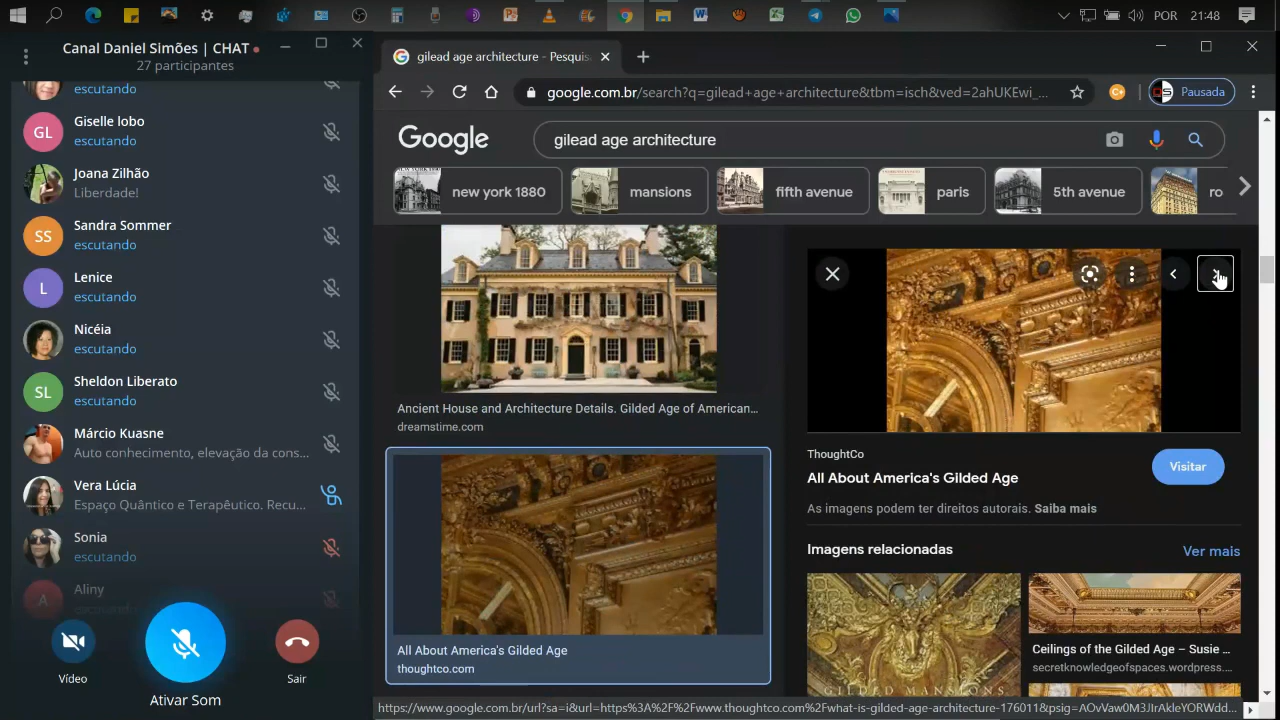 POR
21:48
Canal Daniel Simões | CHAT
27 participantes
escutando
GL
Giselle lobo
escutando
Joana Zilhão
Liberdade!
SS
Sandra Sommer
escutando
L
Lenice
escutando
Nicéia
escutando
SL
Sheldon Liberato
escutando
Márcio Kuasne
Auto conhecimento, elevação da cons...
Vera Lúcia
Espaço Quântico e Terapêutico. Recu...
Sonia
escutando
A
Aliny
Vídeo
Ativar Som
Sair
gilead age architecture - Pesquis
google.com.br/search?q=gilead+age+architecture&tbm=isch&ved=2ahUKEwi_...
Pausada
Google
gilead age architecture
new york 1880
mansions
fifth avenue
paris
5th avenue
ro
Ancient House and Architecture Details. Gilded Age of American...
dreamstime.com
All About America's Gilded Age
thoughtco.com
ThoughtCo
All About America's Gilded Age
Visitar
As imagens podem ter direitos autorais. Saiba mais
Imagens relacionadas
Ver mais
GILDED MANSIONS
Ceilings of the Gilded Age – Susie ...
secretknowledgeofspaces.wordpress....
https://www.google.com.br/url?sa=i&url=https%3A%2F%2Fwww.thoughtco.com%2Fwhat-is-gilded-age-architecture-176011&psig=AOvVaw0M3JIrAkleYORWdd...